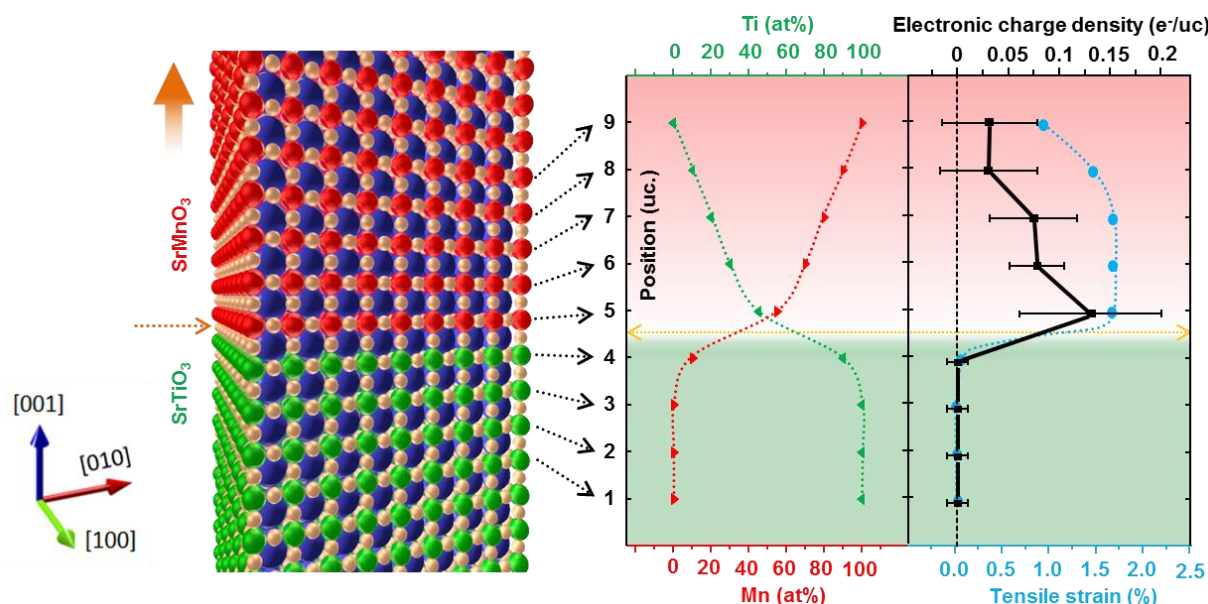 Ti (at%)
0 20 40 60 80 100
Electronic charge density (e⁻/uc)
0 0.05 0.1 0.15 0.2
SrMnO3
SrTiO3
[001]
[010]
[100]
Position (uc.)
9
8
7
6
5
4
3
2
1
0 20 40 60 80 100
Mn (at%)
0.0 0.5 1.0 1.5 2.0 2.5
Tensile strain (%)